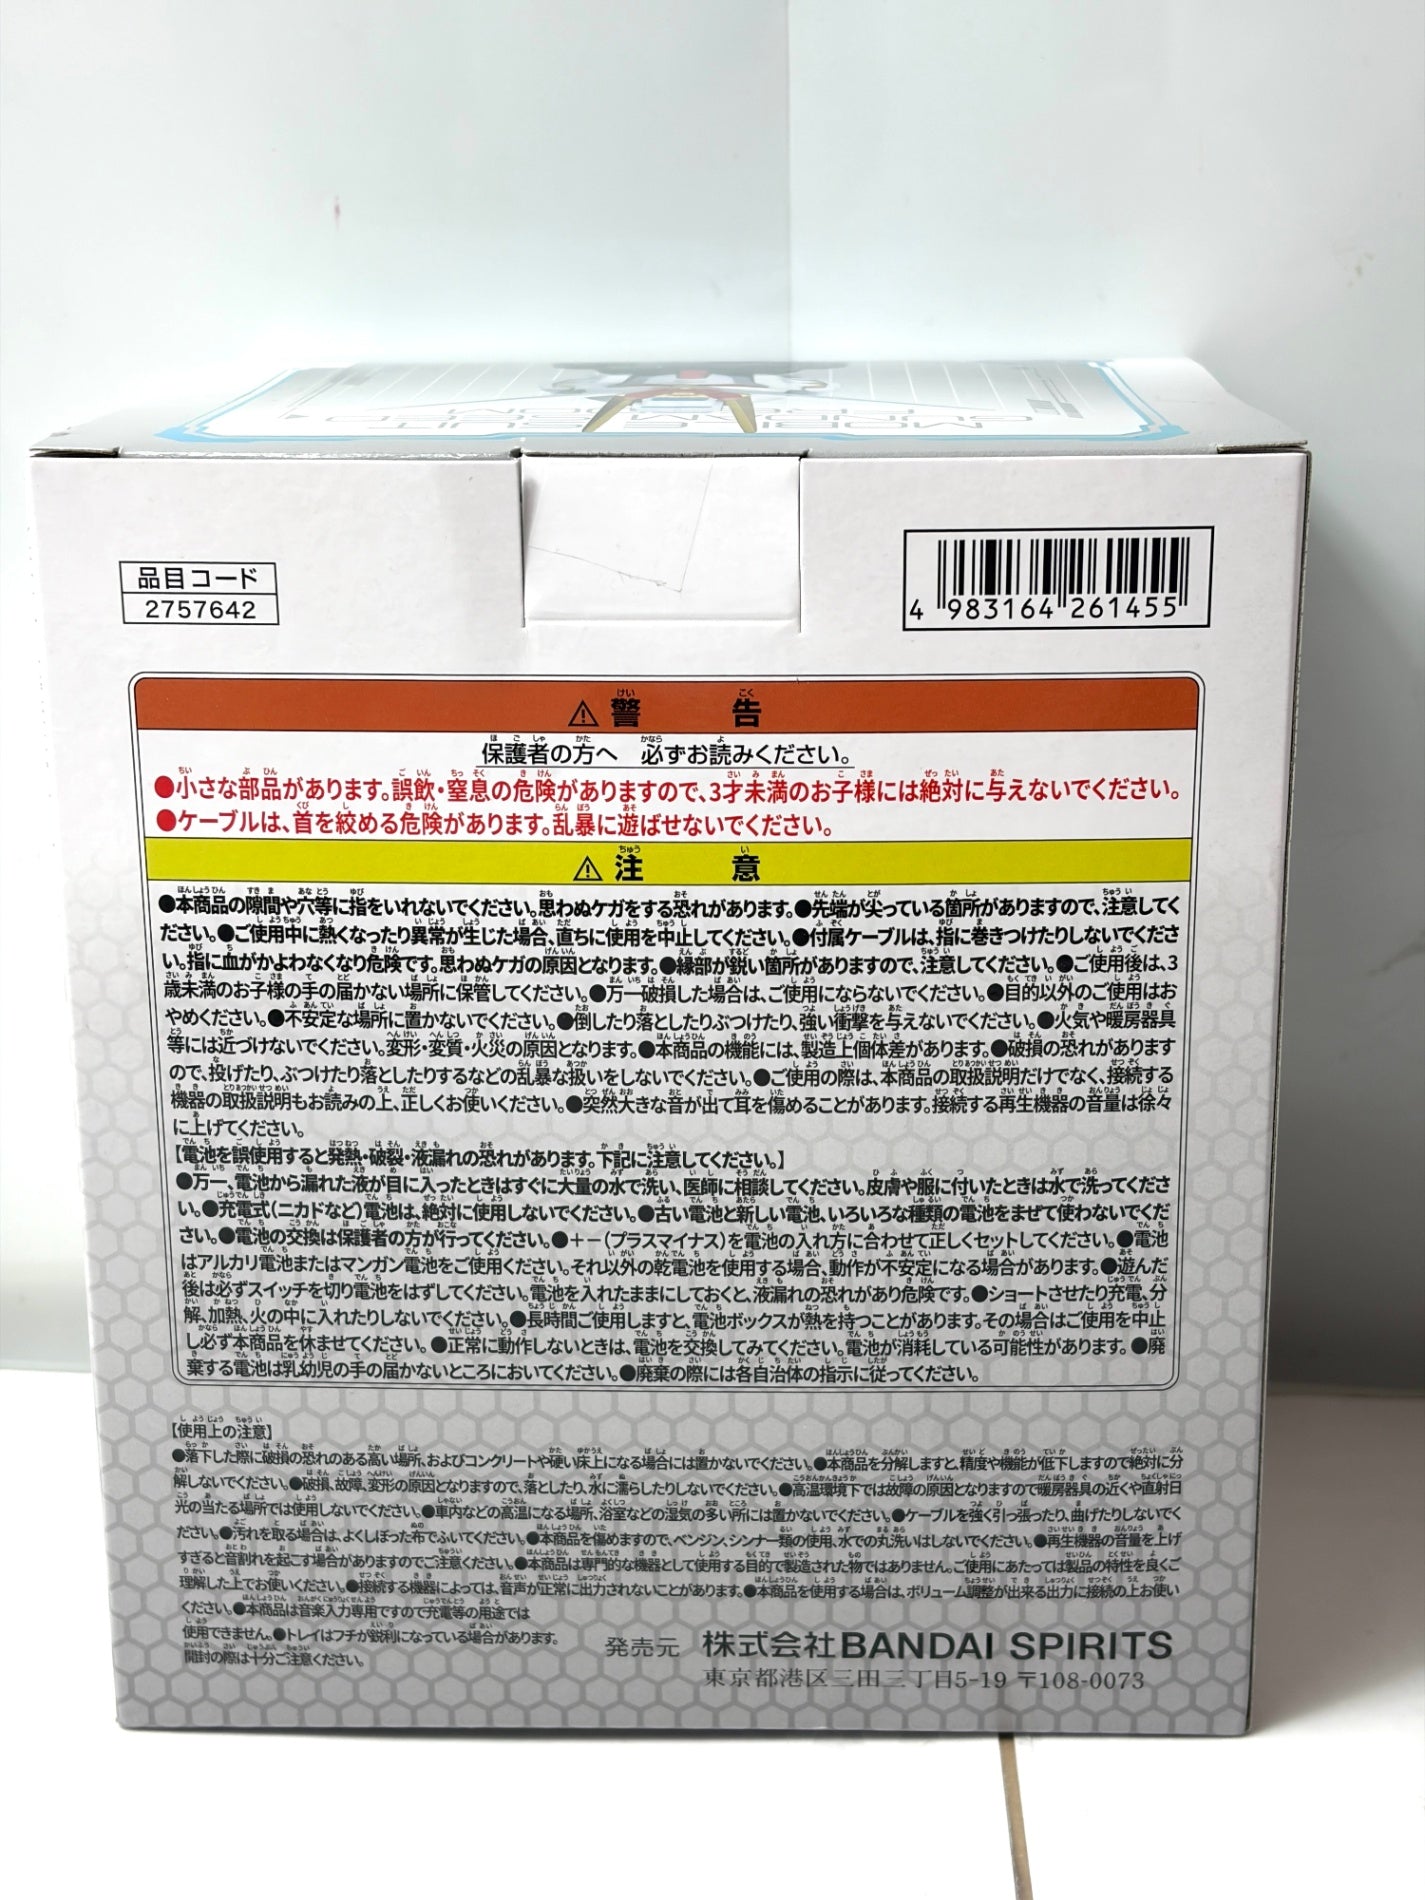 MOBILE SUIT
品目コード
2757642
4 983164 261455
⚠警告
保護者の方へ 必ずお読みください。
●小さな部品があります。誤飲・窒息の危険がありますので、3才未満のお子様には絶対に与えないでください。
●ケーブルは、首を絞める危険があります。乱暴に遊ばせないでください。
⚠注意
●本商品の隙間や穴等に指をいれないでください。思わぬケガをする恐れがあります。●先端が尖っている箇所がありますので、注意してく
ださい。●ご使用中に熱くなったり異常が生じた場合、直ちに使用を中止してください。●付属ケーブルは、指に巻きつけたりしないでくださ
い。指に血がかよわなくなり危険です。思わぬケガの原因となります。●縁部が鋭い箇所がありますので、注意してください。●ご使用後は、3
歳未満のお子様の手の届かない場所に保管してください。●万一破損した場合は、ご使用にならないでください。●目的以外のご使用はお
やめください。●不安定な場所に置かないでください。●倒したり落としたりぶつけたり、強い衝撃を与えないでください。●火気や暖房器具
等には近づけないでください。変形・変質・火災の原因となります。●本商品の機能には、製造上個体差があります。●破損の恐れがあります
ので、投げたり、ぶつけたり落としたりするなどの乱暴な扱いをしないでください。●ご使用の際は、本商品の取扱説明だけでなく、接続する
機器の取扱説明もお読みの上、正しくお使いください。●突然大きな音が出て耳を傷めることがあります。接続する再生機器の音量は徐々
に上げてください。
【電池を誤使用すると発熱・破裂・液漏れの恐れがあります。下記に注意してください。】
●万一、電池から漏れた液が目に入ったときはすぐに大量の水で洗い、医師に相談してください。皮膚や服に付いたときは水で洗ってくださ
い。●充電式(ニカドなど)電池は、絶対に使用しないでください。●古い電池と新しい電池、いろいろな種類の電池をまぜて使わないでくだ
さい。●電池の交換は保護者の方が行ってください。●＋−(プラスマイナス)を電池の入れ方に合わせて正しくセットしてください。●電池
はアルカリ電池またはマンガン電池をご使用ください。それ以外の乾電池を使用する場合、動作が不安定になる場合があります。●遊んだ
後は必ずスイッチを切り電池をはずしてください。電池を入れたままにしておくと、液漏れの恐れがあり危険です。●ショートさせたり充電、分
解、加熱、火の中に入れたりしないでください。●長時間ご使用しますと、電池ボックスが熱を持つことがあります。その場合はご使用を中止
し必ず本商品を休ませてください。●正常に動作しないときは、電池を交換してみてください。電池が消耗している可能性があります。●廃
棄する電池は乳幼児の手の届かないところにおいてください。●廃棄の際には各自治体の指示に従ってください。
【使用上の注意】
●落下した際に破損の恐れのある高い場所、およびコンクリートや硬い床上になる場合には置かないでください。●本商品を分解しますと、精度や機能が低下しますので絶対に分
解しないでください。●破損、故障、変形の原因となりますので、落としたり、水に濡らしたりしないでください。●高温環境下では故障の原因となりますので暖房器具の近くや直射日
光の当たる場所では使用しないでください。●車内などの高温になる場所、浴室などの湿気の多い所には置かないでください。●ケーブルを強く引っ張ったり、曲げたりしないでく
ださい。●汚れを取る場合は、よくしぼった布でふいてください。●本商品を傷めますので、ベンジン、シンナー類の使用、水での丸洗いはしないでください。●再生機器の音量を上げ
すぎると音割れを起こす場合がありますのでご注意ください。●本商品は専門的な機器として使用する目的で製造された物ではありません。ご使用にあたっては製品の特性を良くご
理解した上でお使いください。●接続する機器によっては、音声が正常に出力されないことがあります。●本商品を使用する場合は、ボリューム調整が出来る出力に接続の上お使い
ください。●本商品は音楽入力専用ですので充電等の用途では
使用できません。●トレイはフチが鋭利になっている場合があります。
開封の際は十分ご注意ください。
発売元 株式会社BANDAI SPIRITS
東京都港区三田三丁目5-19 〒108-0073